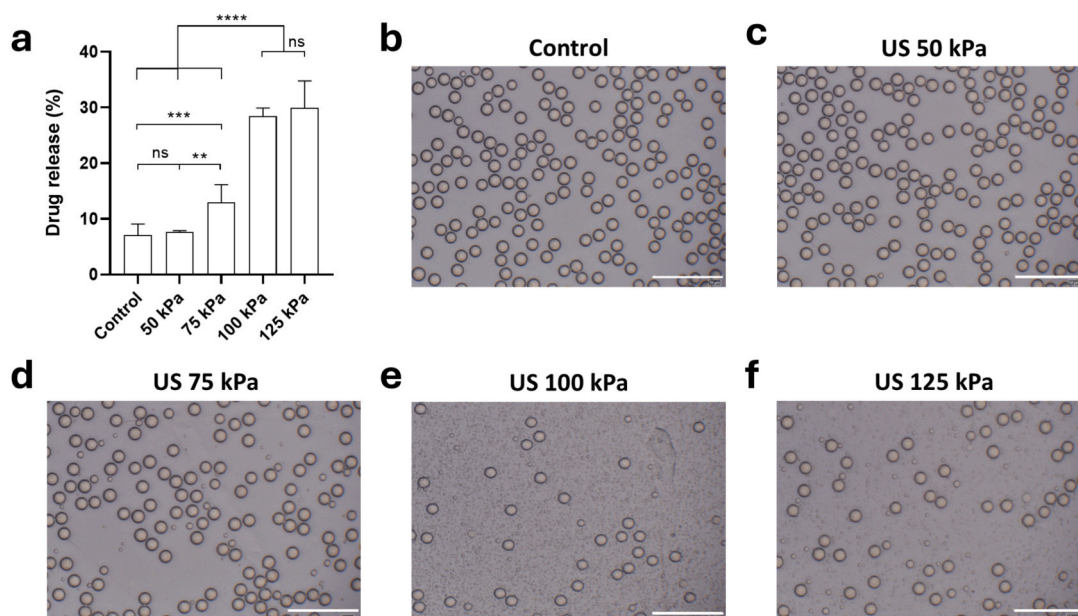 a
****
ns
***
ns
**
Drug release (%)
40
30
20
10
0
Control
50 kPa
75 kPa
100 kPa
125 kPa
b
Control
c
US 50 kPa
d
US 75 kPa
e
US 100 kPa
f
US 125 kPa